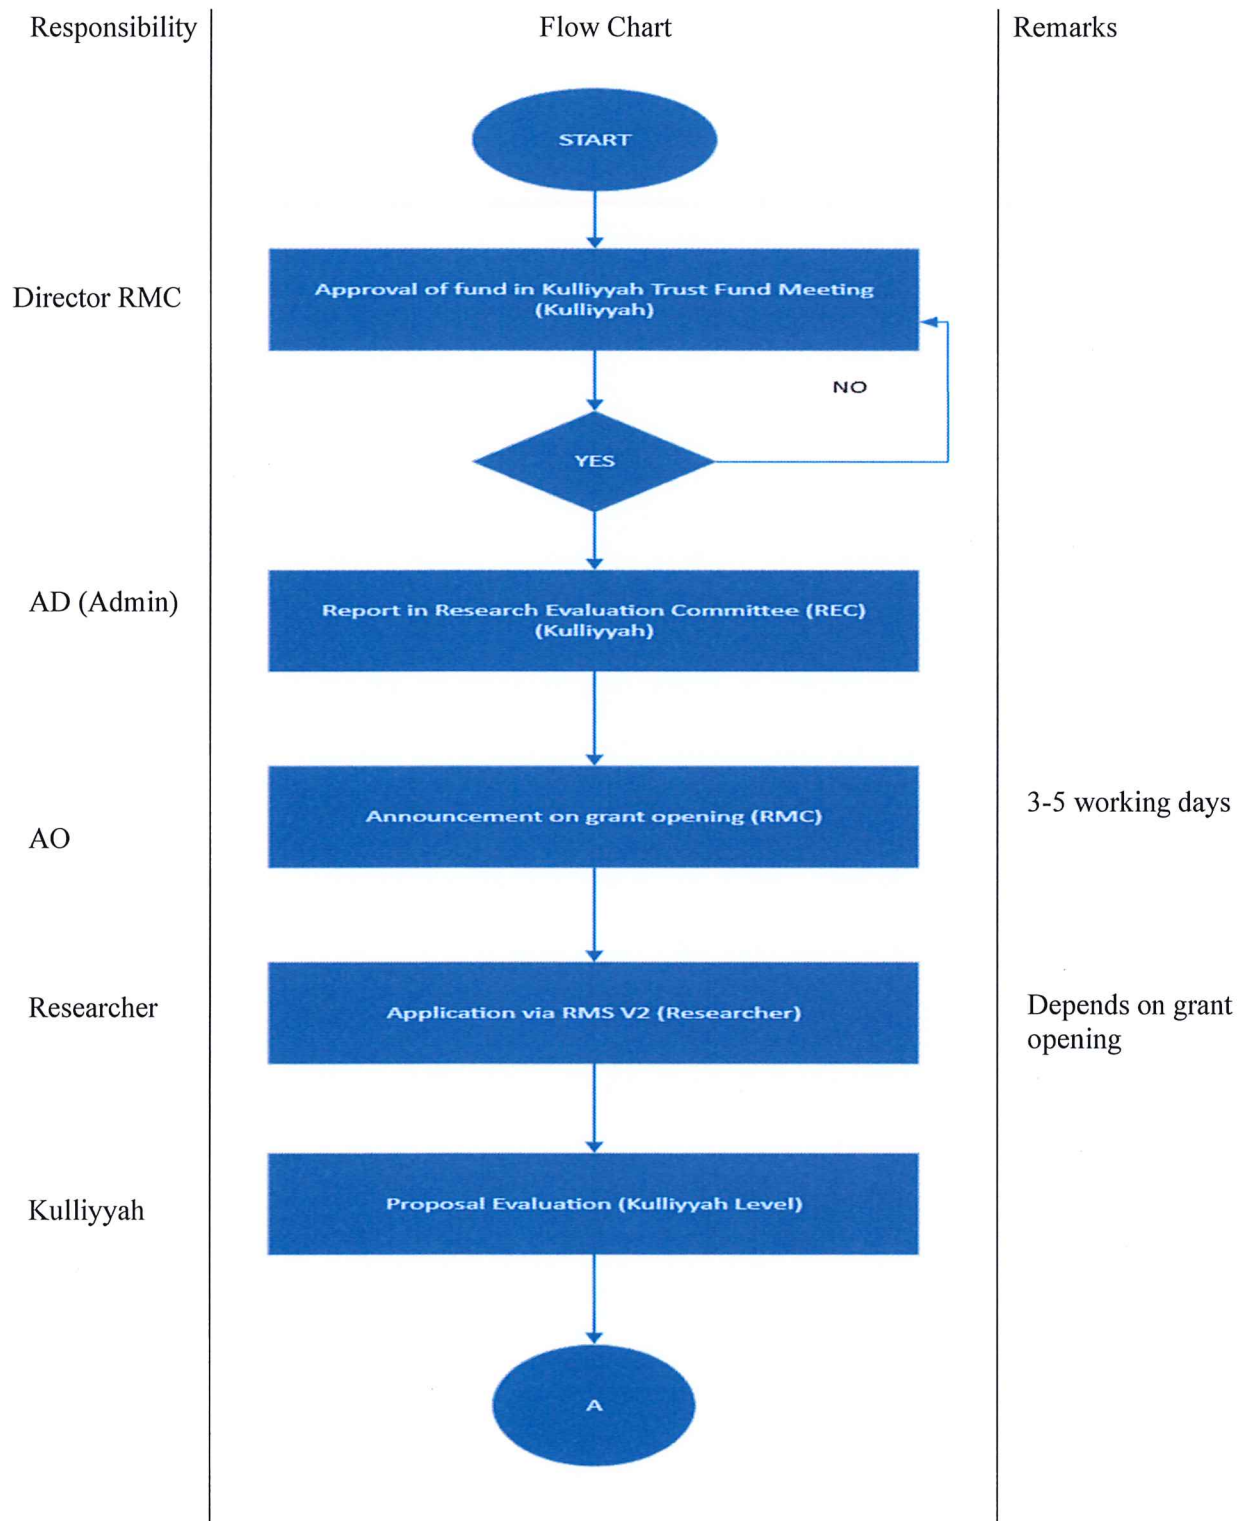 Responsibility
Flow Chart
Remarks
START
Director RMC
Approval of fund in Kulliyyah Trust Fund Meeting
(Kulliyyah)
NO
YES
AD (Admin)
Report in Research Evaluation Committee (REC)
(Kulliyyah)
AO
Announcement on grant opening (RMC)
3-5 working days
Researcher
Application via RMS V2 (Researcher)
Depends on grant
opening
Kulliyyah
Proposal Evaluation (Kulliyyah Level)
A